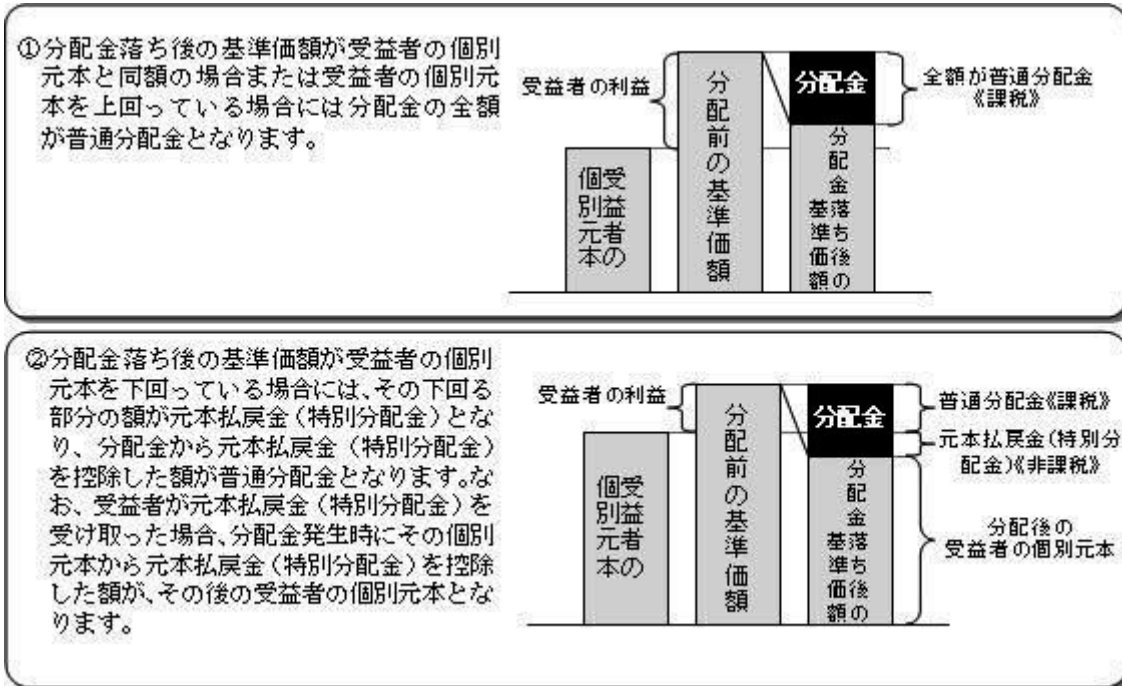 ①分配金落ち後の基準価額が受益者の個別
元本と同額の場合または受益者の個別元
本を上回っている場合には分配金の全額
が普通分配金となります。
受益者の利益
受益者の
個別元本
分配前の基準価額
分配金
分配金落ち後の
基準価額
全額が普通分配金
《課税》
②分配金落ち後の基準価額が受益者の個別
元本を下回っている場合には、その下回る
部分の額が元本払戻金(特別分配金)とな
り、分配金から元本払戻金(特別分配金)
を控除した額が普通分配金となります。な
お、受益者が元本払戻金(特別分配金)を
受け取った場合、分配金発生時にその個別
元本から元本払戻金(特別分配金)を控除
した額が、その後の受益者の個別元本とな
ります。
受益者の利益
受益者の
個別元本
分配前の基準価額
分配金
分配金落ち後の
基準価額
普通分配金《課税》
元本払戻金(特別分
配金)《非課税》
分配後の
受益者の個別元本